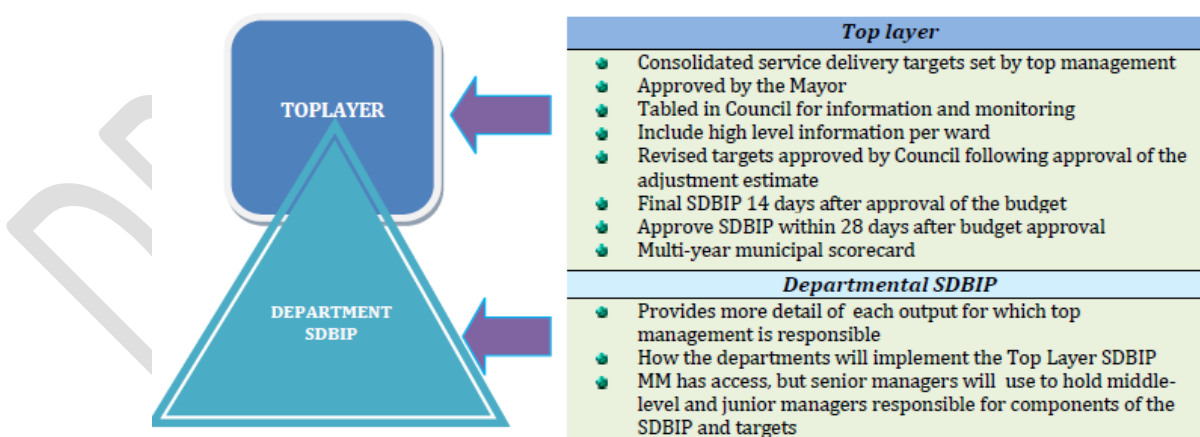 TOPLAYER
DEPARTMENT
SDBIP
Top layer
Consolidated service delivery targets set by top management
Approved by the Mayor
Tabled in Council for information and monitoring
Include high level information per ward
Revised targets approved by Council following approval of the
adjustment estimate
Final SDBIP 14 days after approval of the budget
Approve SDBIP within 28 days after budget approval
Multi-year municipal scorecard
Departmental SDBIP
Provides more detail of each output for which top
management is responsible
How the departments will implement the Top Layer SDBIP
MM has access, but senior managers will use to hold middle-
level and junior managers responsible for components of the
SDBIP and targets